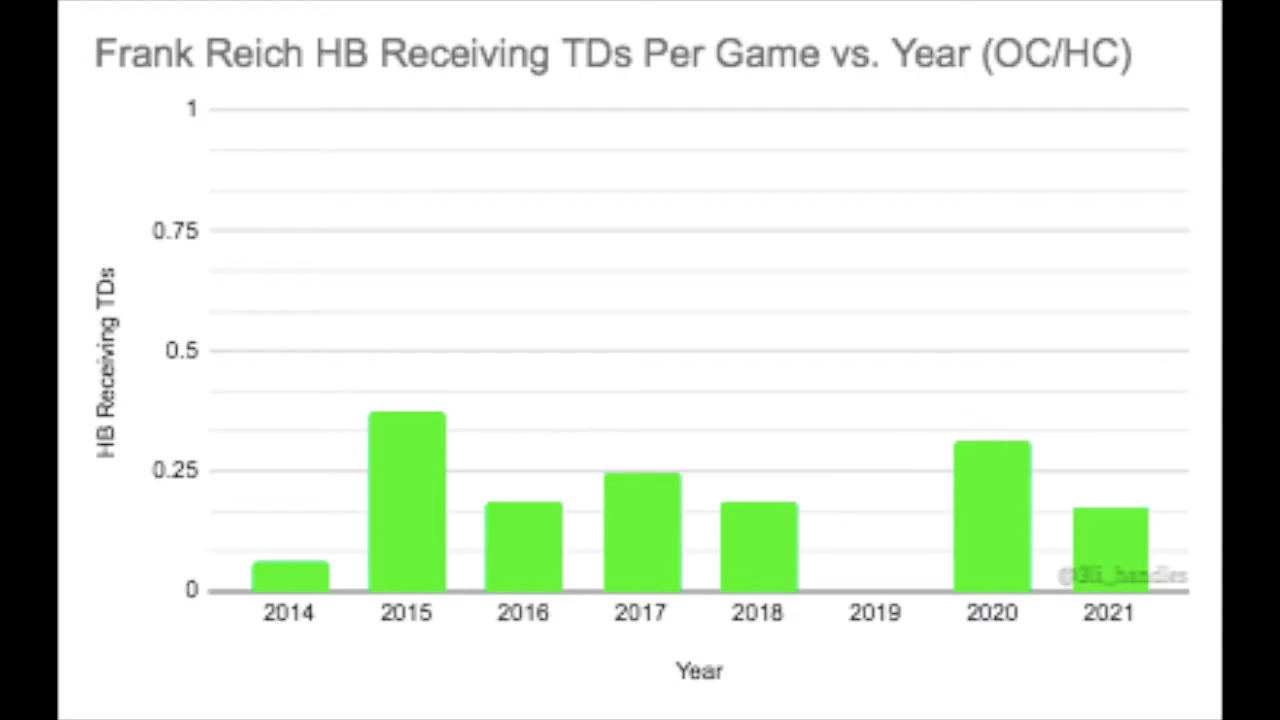 Frank Reich HB Receiving TDs Per Game vs. Year (OC/HC)
1
0.75
0.5
0.25
0
HB Receiving TDs
2014 2015 2016 2017 2018 2019 2020 2021
Year